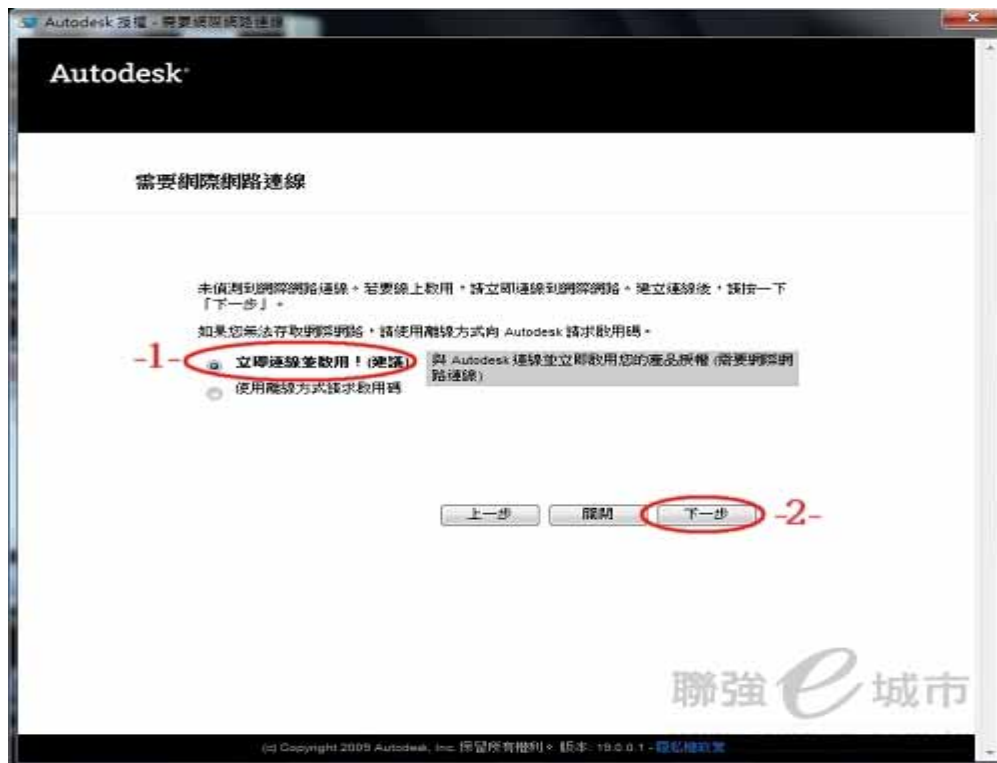 Autodesk 授權 - 需要網際網路連線
Autodesk
需要網際網路連線
未偵測到網際網路連線。若要線上啟用，請立即連線到網際網路。建立連線後，請按一下
「下一步」。
如果您無法存取網際網路，請使用離線方式向 Autodesk 請求啟用碼。
-1-
立即連線並啟用！(建議)
與 Autodesk 連線並立即啟用您的產品授權 (需要網際網
路連線)
使用離線方式請求啟用碼
上一步 關閉 下一步 -2-
聯強e城市
(c) Copyright 2009 Autodesk, Inc. 保留所有權利。 版本: 19.0.0.1 - 隱私權政策